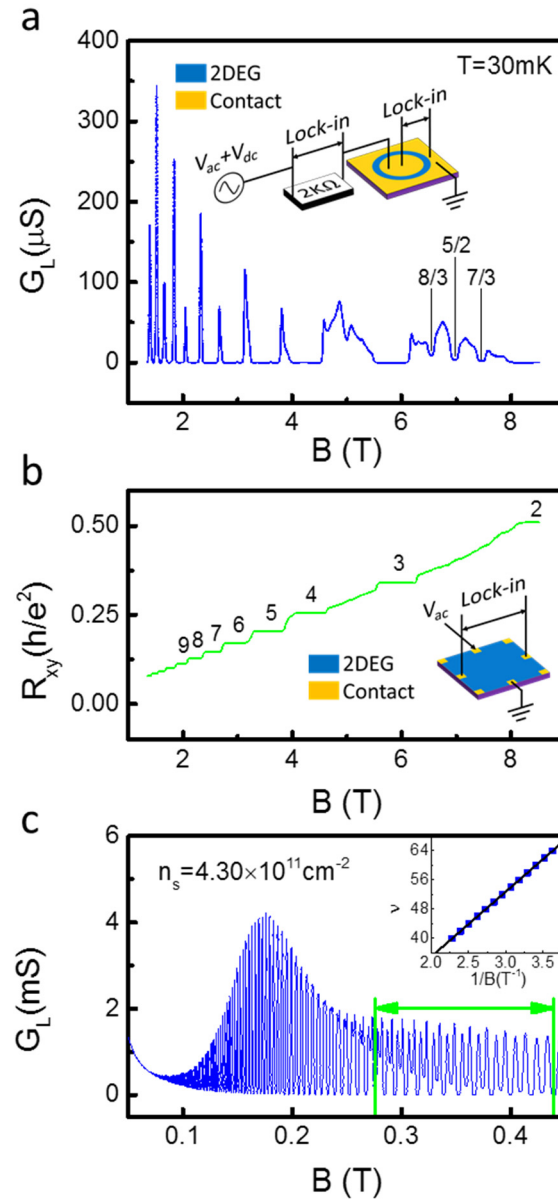 a
400
300
200
100
0
G_L(μS)
2DEG
Contact
T=30mK
Lock-in
Lock-in
V_ac+V_dc
2KΩ
5/2
8/3
7/3
2
4
6
8
B (T)
b
0.50
0.25
0.00
R_xy(h/e²)
9
8
7
6
5
4
3
2
V_ac
Lock-in
2DEG
Contact
2
4
6
8
B (T)
c
6
4
2
0
G_L(mS)
n_s=4.30×10¹¹cm⁻²
64
56
48
40
ν
2.0
2.5
3.0
3.5
1/B(T⁻¹)
0.1
0.2
0.3
0.4
B (T)